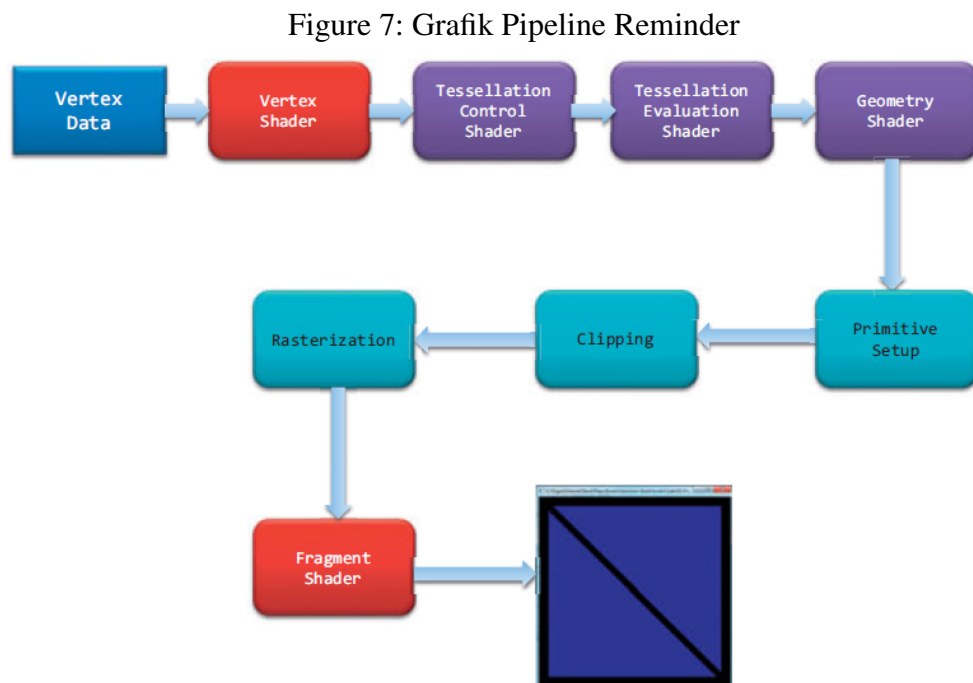 Figure 7: Grafik Pipeline Reminder
Vertex
Data
Vertex
Shader
Tessellation
Control
Shader
Tessellation
Evaluation
Shader
Geometry
Shader
Rasterization
Clipping
Primitive
Setup
Fragment
Shader